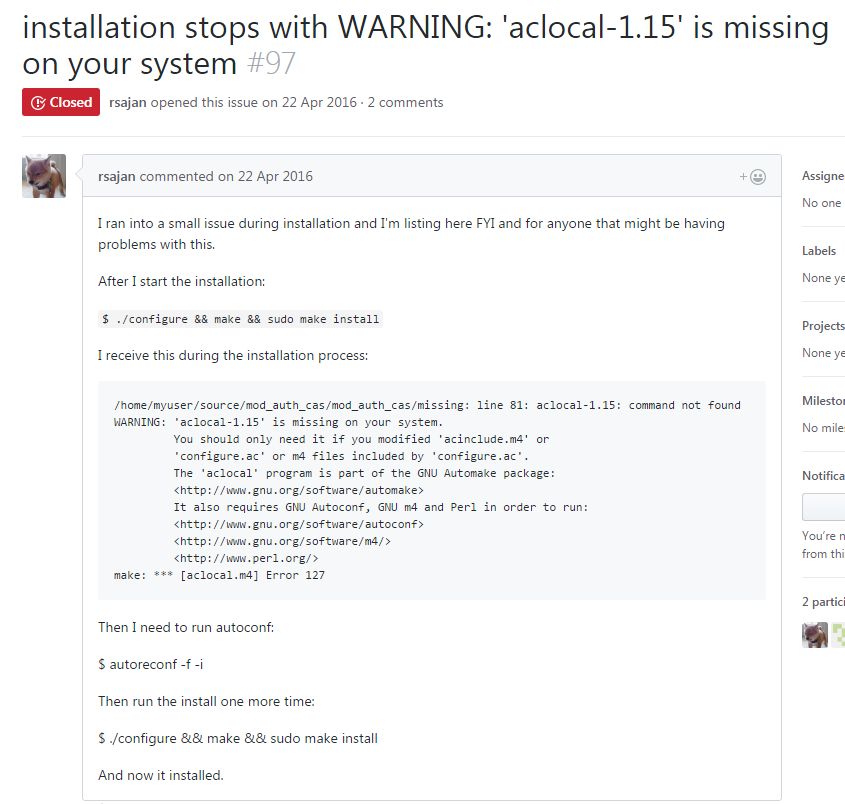 installation stops with WARNING: 'aclocal-1.15' is missing
on your system #97
Closed rsajan opened this issue on 22 Apr 2016 · 2 comments
rsajan commented on 22 Apr 2016
I ran into a small issue during installation and I'm listing here FYI and for anyone that might be having
problems with this.
After I start the installation:
$ ./configure && make && sudo make install
I receive this during the installation process:
/home/myuser/source/mod_auth_cas/mod_auth_cas/missing: line 81: aclocal-1.15: command not found
WARNING: 'aclocal-1.15' is missing on your system.
You should only need it if you modified 'acinclude.m4' or
'configure.ac' or m4 files included by 'configure.ac'.
The 'aclocal' program is part of the GNU Automake package:
<http://www.gnu.org/software/automake>
It also requires GNU Autoconf, GNU m4 and Perl in order to run:
<http://www.gnu.org/software/autoconf>
<http://www.gnu.org/software/m4/>
<http://www.perl.org/>
make: *** [aclocal.m4] Error 127
Then I need to run autoconf:
$ autoreconf -f -i
Then run the install one more time:
$ ./configure && make && sudo make install
And now it installed.
Assigne
No one
Labels
None ye
Projects
None ye
Milesto
No mile
Notifica
You're n
from thi
2 partici